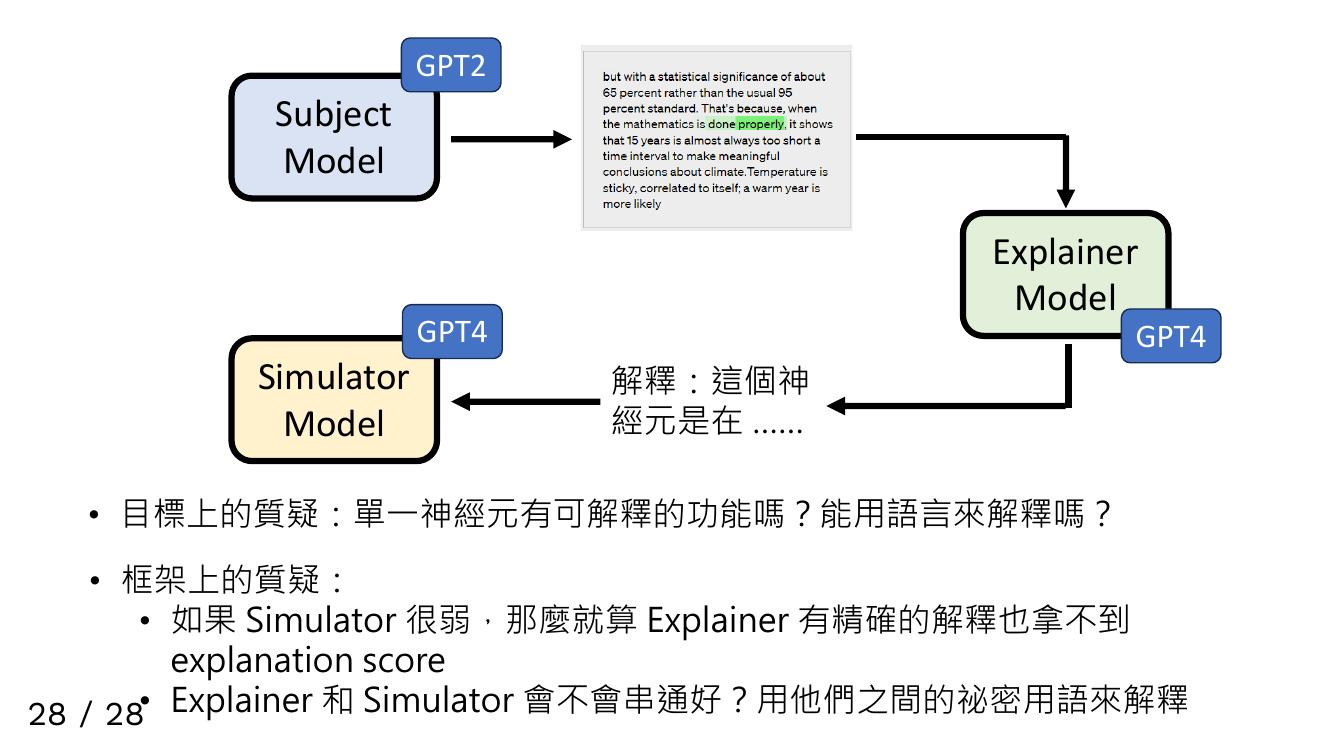 GPT2
Subject
Model
but with a statistical significance of about
65 percent rather than the usual 95
percent standard. That's because, when
the mathematics is done properly, it shows
that 15 years is almost always too short a
time interval to make meaningful
conclusions about climate.Temperature is
sticky, correlated to itself; a warm year is
more likely
Explainer
Model
GPT4
GPT4
Simulator
Model
解釋：這個神
經元是在 ……
• 目標上的質疑：單一神經元有可解釋的功能嗎？能用語言來解釋嗎？
• 框架上的質疑：
• 如果 Simulator 很弱，那麼就算 Explainer 有精確的解釋也拿不到
explanation score
• Explainer 和 Simulator 會不會串通好？用他們之間的祕密用語來解釋
28 / 28